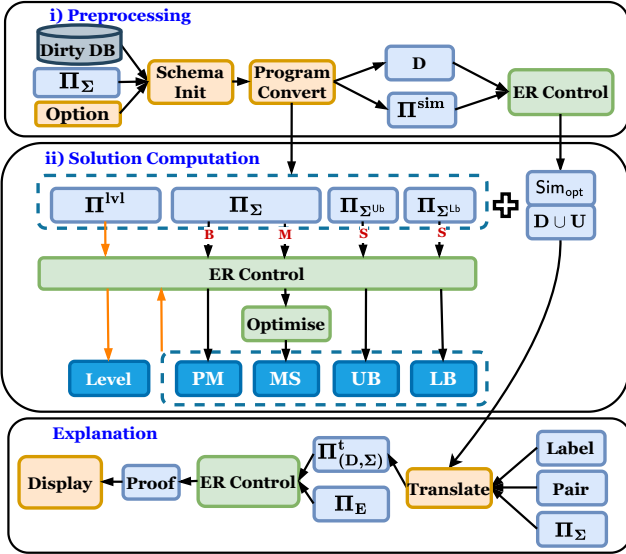 i) Preprocessing
Dirty DB
Π_Σ
Option
Schema
Init
Program
Convert
D
Π^sim
ER Control
ii) Solution Computation
Π^lvl
Π_Σ
Π_Σ^Ub
Π_Σ^Lb
Sim_opt
D ∪ U
B
M
S
S
ER Control
Optimise
Level
PM
MS
UB
LB
Explanation
Display
Proof
ER Control
Π^t_(D,Σ)
Π_E
Translate
Label
Pair
Π_Σ